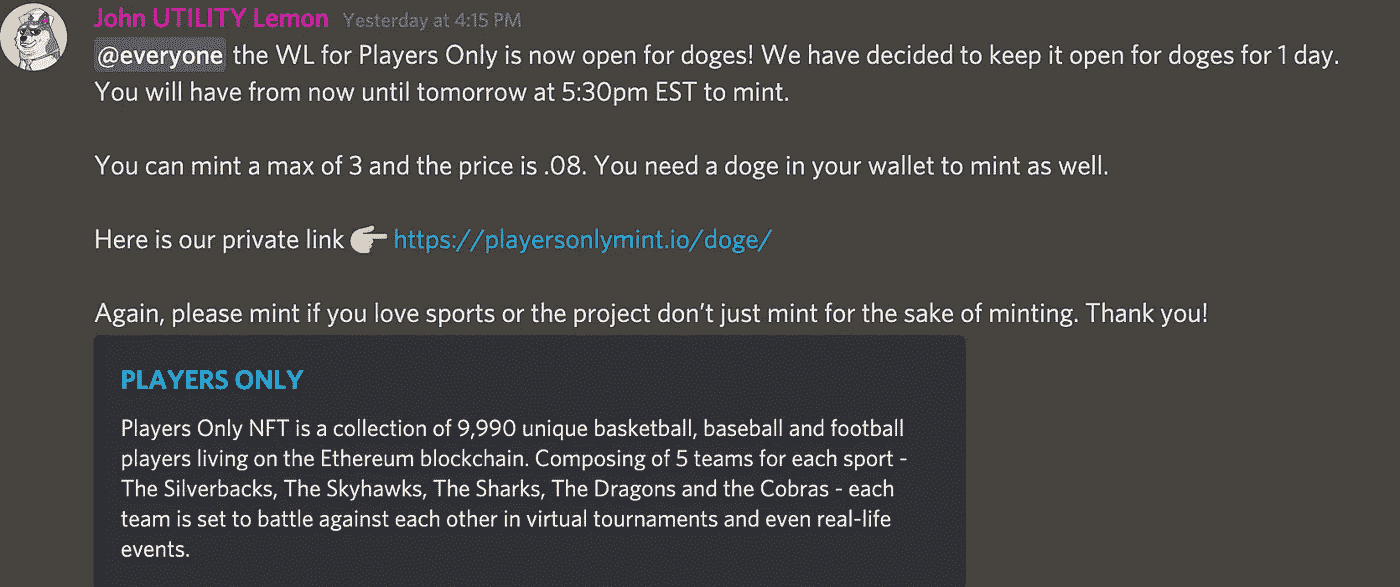 John UTILITY Lemon Yesterday at 4:15 PM
@everyone the WL for Players Only is now open for doges! We have decided to keep it open for doges for 1 day.
You will have from now until tomorrow at 5:30pm EST to mint.
You can mint a max of 3 and the price is .08. You need a doge in your wallet to mint as well.
Here is our private link 👉 https://playersonlymint.io/doge/
Again, please mint if you love sports or the project don’t just mint for the sake of minting. Thank you!
PLAYERS ONLY
Players Only NFT is a collection of 9,990 unique basketball, baseball and football
players living on the Ethereum blockchain. Composing of 5 teams for each sport -
The Silverbacks, The Skyhawks, The Sharks, The Dragons and the Cobras - each
team is set to battle against each other in virtual tournaments and even real-life
events.